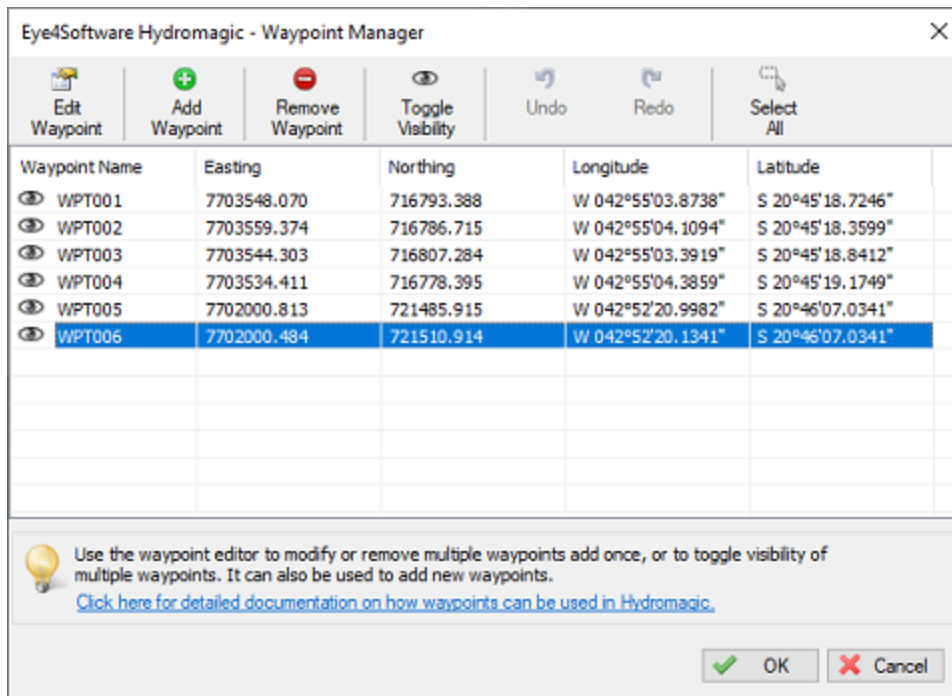 Eye4Software Hydromagic - Waypoint Manager
Edit Waypoint
Add Waypoint
Remove Waypoint
Toggle Visibility
Undo
Redo
Select All
Waypoint Name Easting Northing Longitude Latitude
WPT001 7703548.070 716793.388 W 042°55'03.8738" S 20°45'18.7246"
WPT002 7703559.374 716786.715 W 042°55'04.1094" S 20°45'18.3599"
WPT003 7703544.303 716807.284 W 042°55'03.3919" S 20°45'18.8412"
WPT004 7703534.411 716778.395 W 042°55'04.3859" S 20°45'19.1749"
WPT005 7702000.813 721485.915 W 042°52'20.9982" S 20°46'07.0341"
WPT006 7702000.484 721510.914 W 042°52'20.1341" S 20°46'07.0341"
Use the waypoint editor to modify or remove multiple waypoints add once, or to toggle visibility of
multiple waypoints. It can also be used to add new waypoints.
Click here for detailed documentation on how waypoints can be used in Hydromagic.
OK Cancel